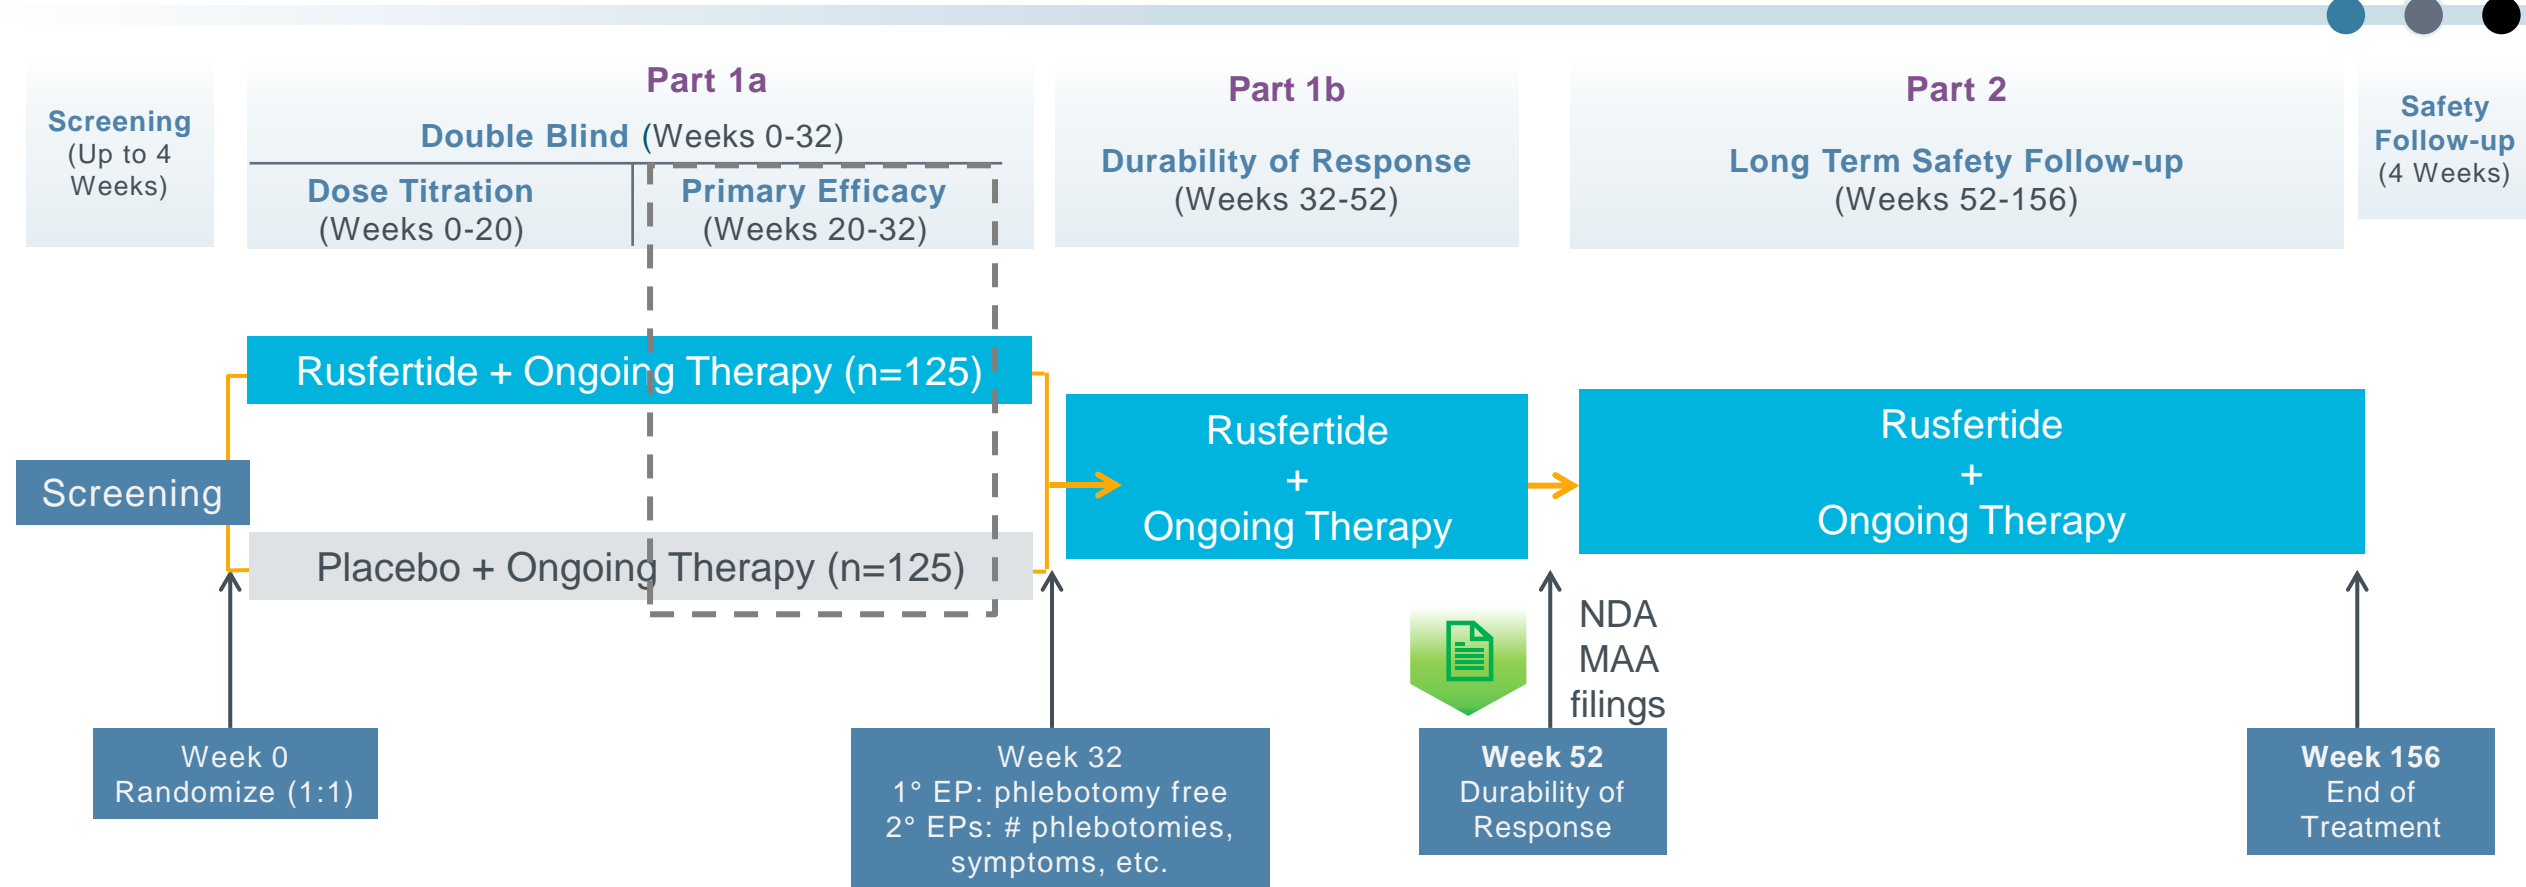 Part 1a
Part 1b
Part 2
Screening
(Up to 4
Weeks)
Double Blind (Weeks 0-32)
Dose Titration
(Weeks 0-20)
Primary Efficacy
(Weeks 20-32)
Durability of Response
(Weeks 32-52)
Long Term Safety Follow-up
(Weeks 52-156)
Safety
Follow-up
(4 Weeks)
Rusfertide + Ongoing Therapy (n=125)
Screening
Placebo + Ongoing Therapy (n=125)
Rusfertide
+
Ongoing Therapy
Rusfertide
+
Ongoing Therapy
NDA
MAA
filings
Week 0
Randomize (1:1)
Week 32
1° EP: phlebotomy free
2° EPs: # phlebotomies,
symptoms, etc.
Week 52
Durability of
Response
Week 156
End of
Treatment